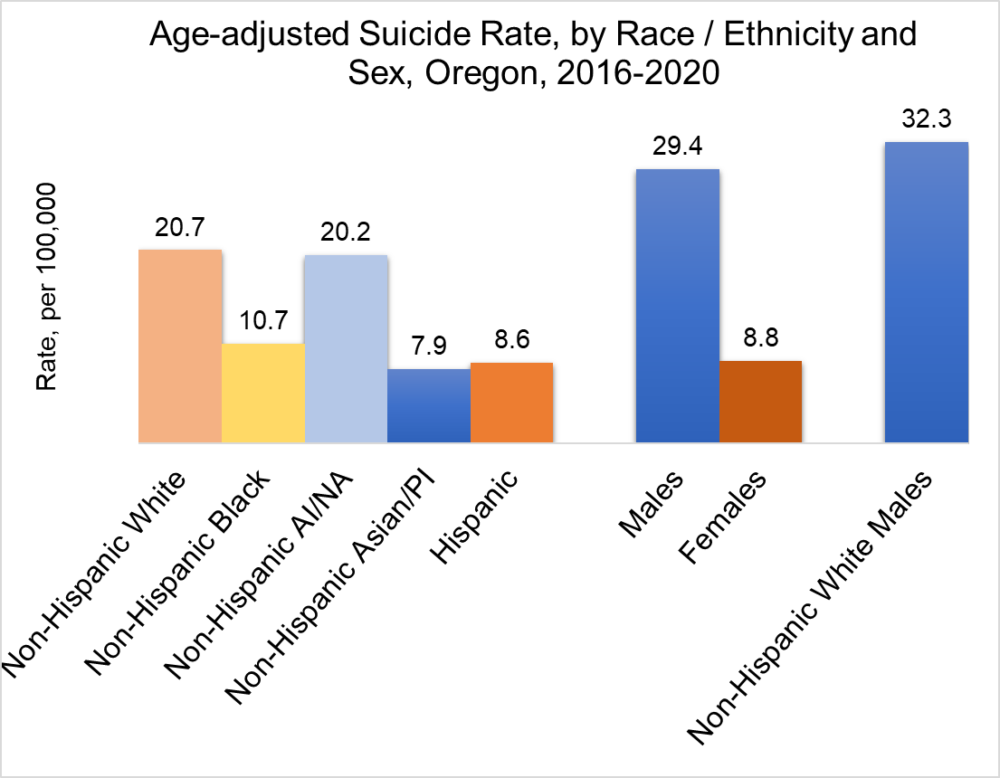 Age-adjusted Suicide Rate, by Race / Ethnicity and
Sex, Oregon, 2016-2020
Rate, per 100,000
20.7
10.7
20.2
7.9
8.6
29.4
8.8
32.3
Non-Hispanic White
Non-Hispanic Black
Non-Hispanic AI/NA
Non-Hispanic Asian/PI
Hispanic
Males
Females
Non-Hispanic White Males